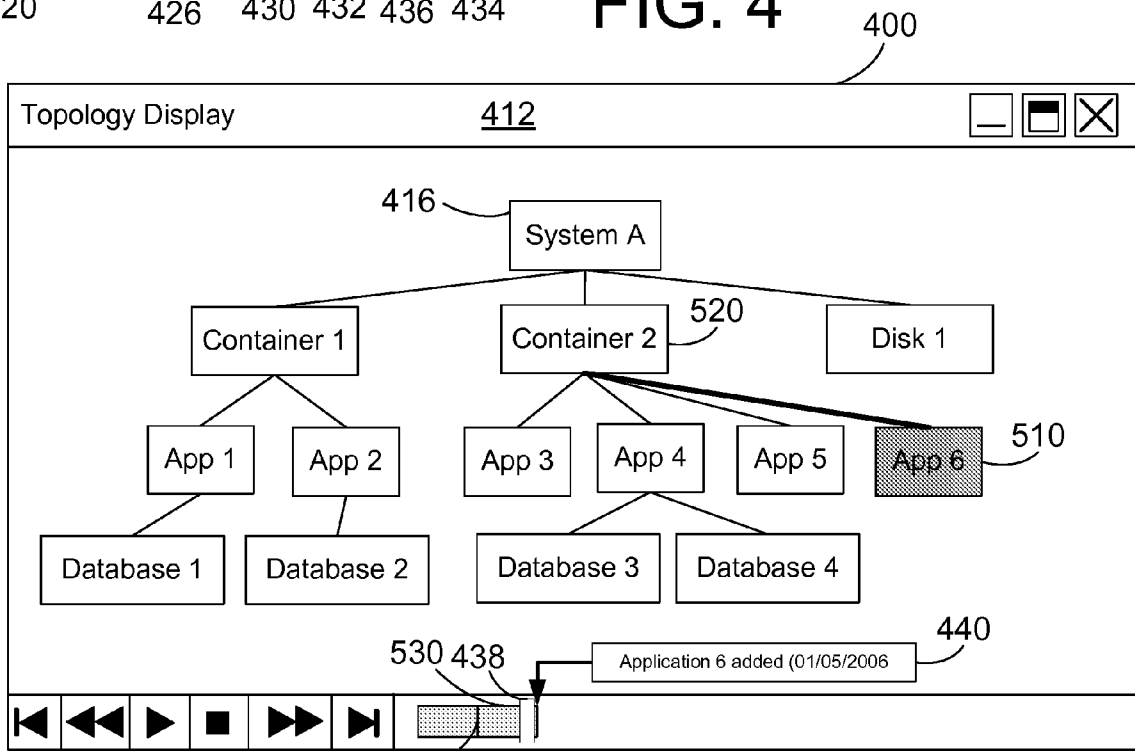 20 426 430 432 436 434 FIG. 4
400
Topology Display 412
416
System A
Container 1 Container 2 520 Disk 1
App 1 App 2 App 3 App 4 App 5 App 6 510
Database 1 Database 2 Database 3 Database 4
530 438 Application 6 added (01/05/2006 440